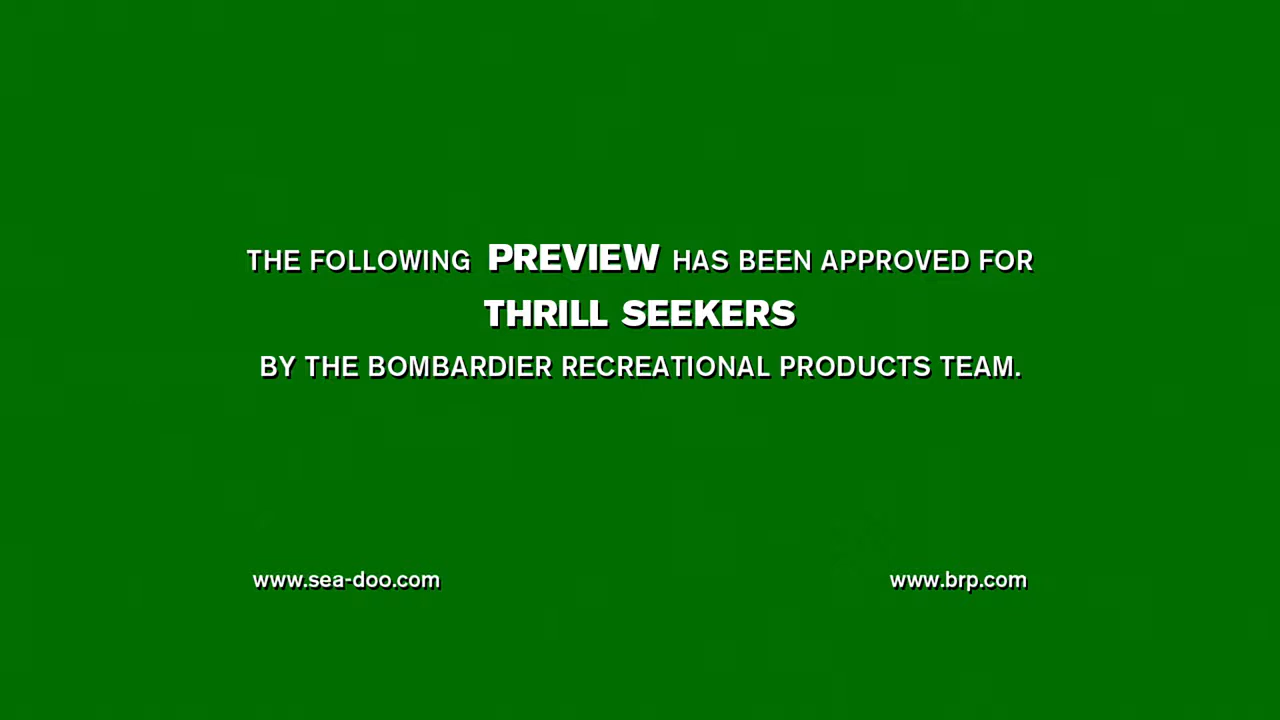 THE FOLLOWING PREVIEW HAS BEEN APPROVED FOR
THRILL SEEKERS
BY THE BOMBARDIER RECREATIONAL PRODUCTS TEAM.
www.sea-doo.com www.brp.com